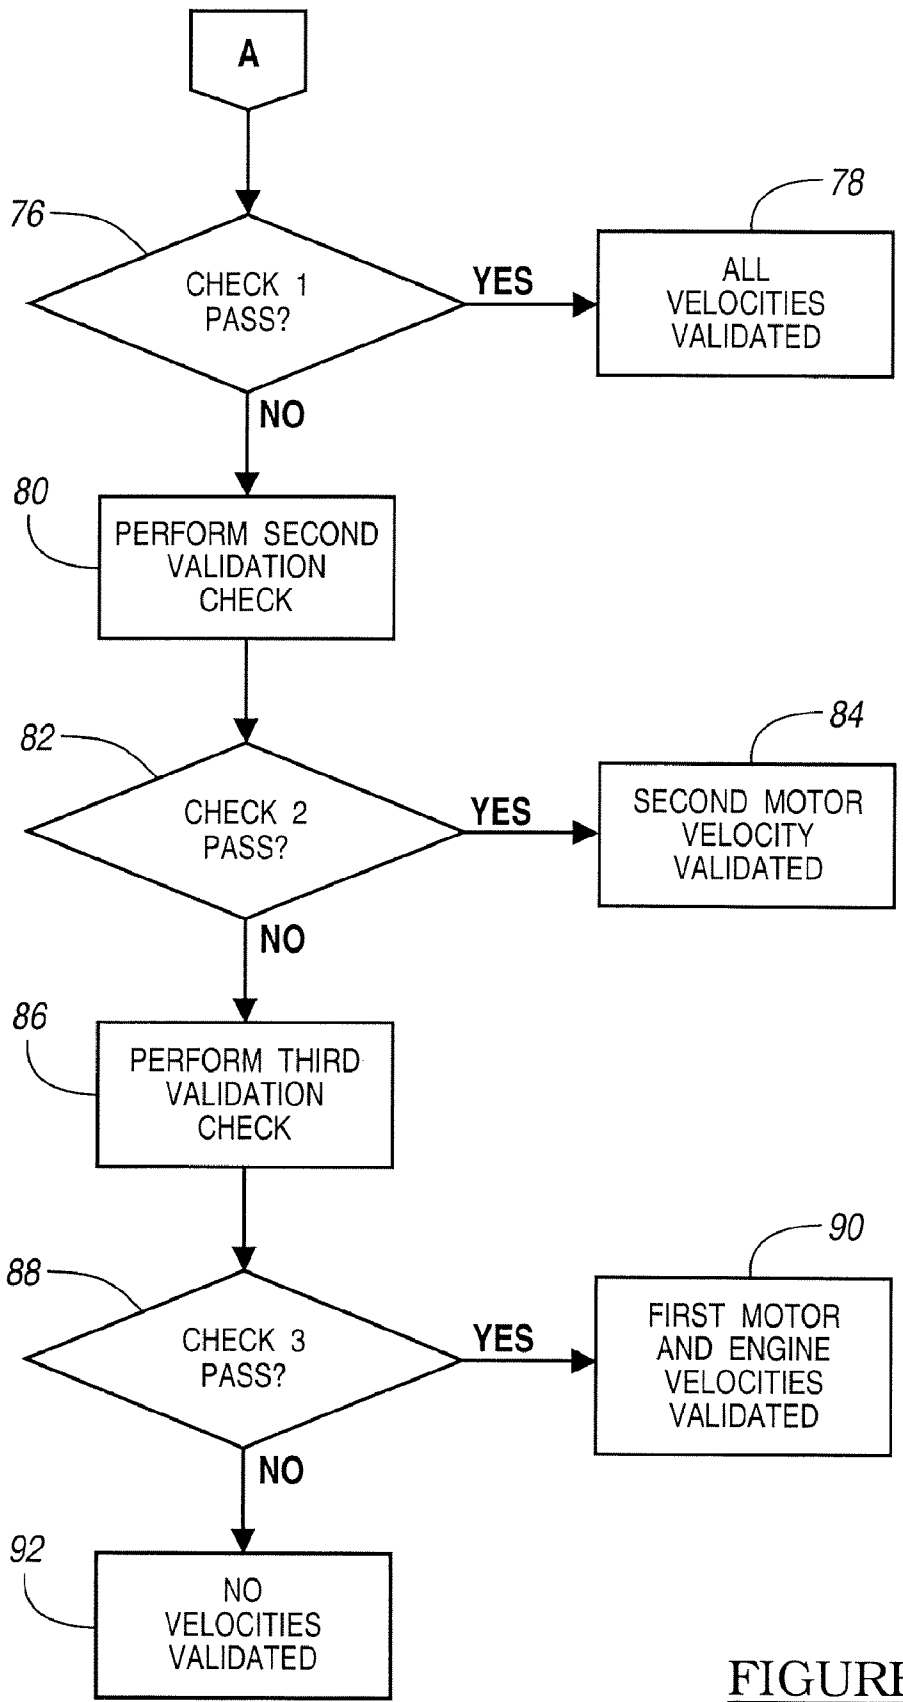 A
76
CHECK 1
PASS?
YES
78
ALL
VELOCITIES
VALIDATED
NO
80
PERFORM SECOND
VALIDATION
CHECK
82
CHECK 2
PASS?
YES
84
SECOND MOTOR
VELOCITY
VALIDATED
NO
86
PERFORM THIRD
VALIDATION
CHECK
88
CHECK 3
PASS?
YES
90
FIRST MOTOR
AND ENGINE
VELOCITIES
VALIDATED
NO
92
NO
VELOCITIES
VALIDATED
FIGURE